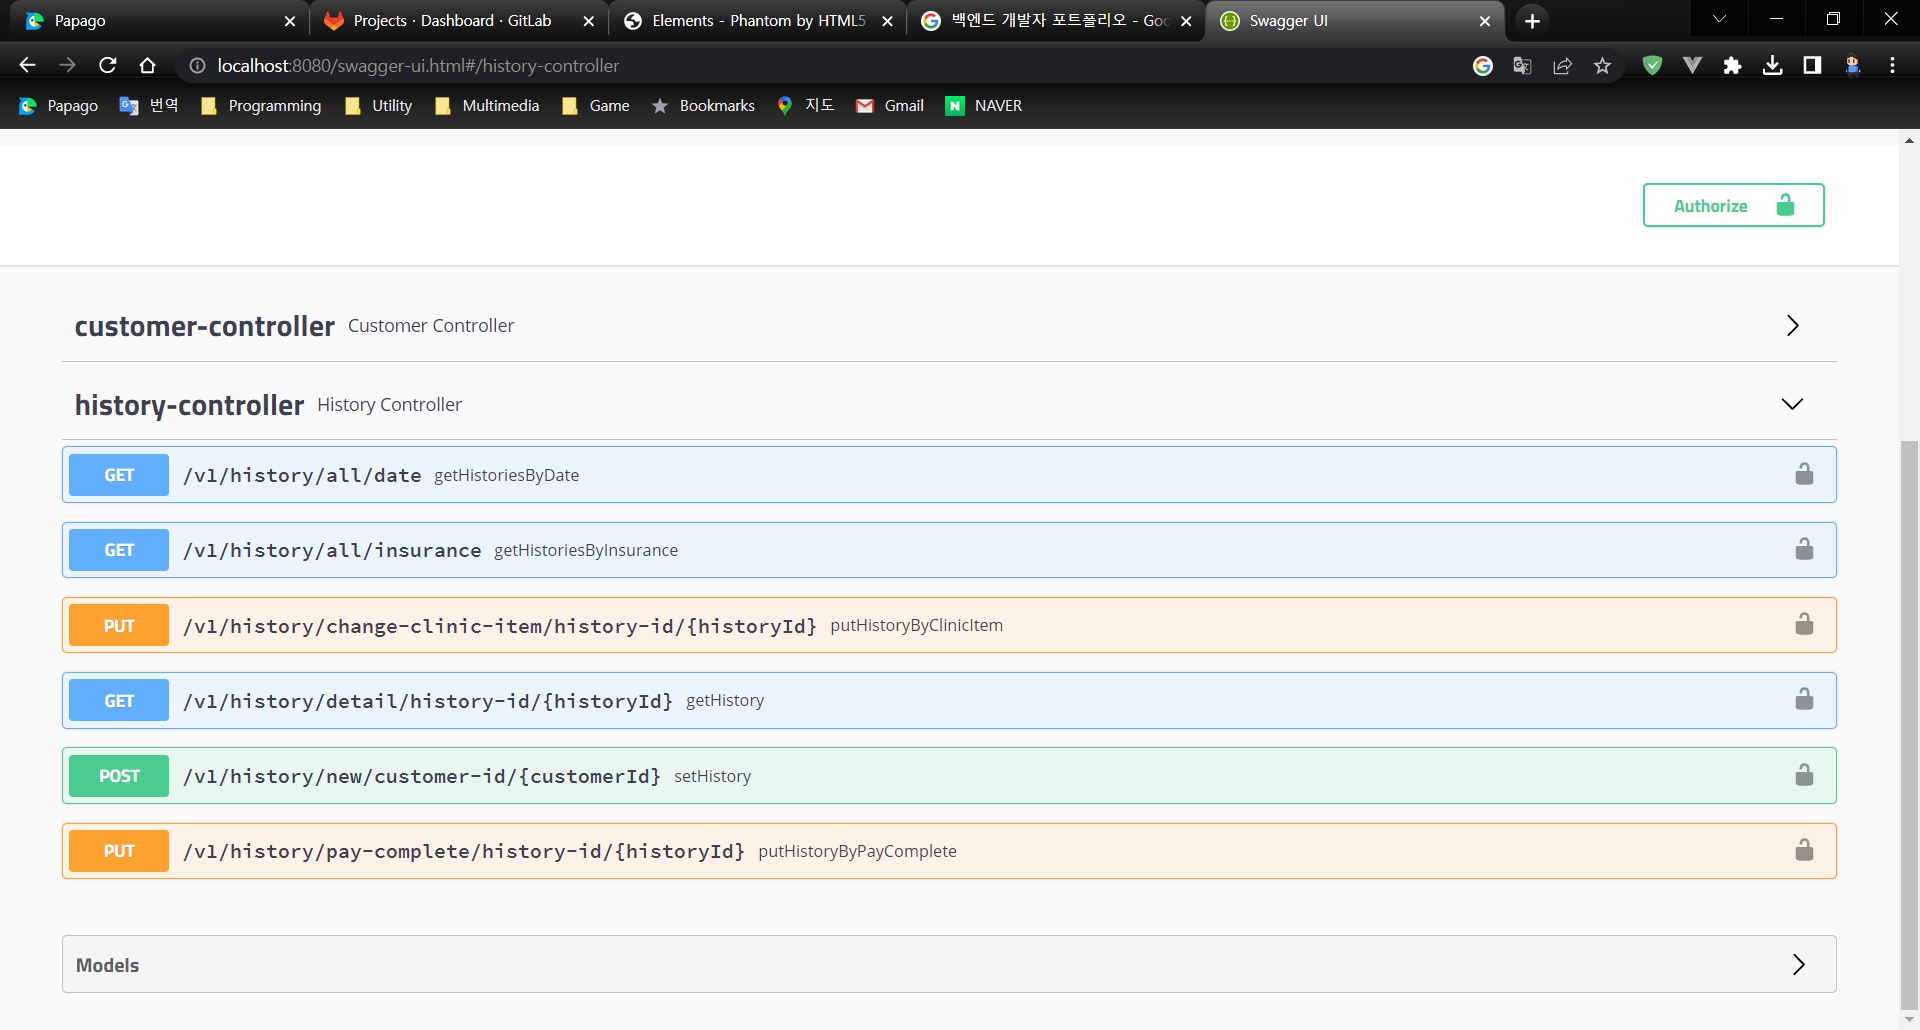 Papago
Projects · Dashboard · GitLab
Elements - Phantom by HTML5
백엔드 개발자 포트폴리오 - Goo
Swagger UI
localhost:8080/swagger-ui.html#/history-controller
Papago 번역 Programming Utility Multimedia Game Bookmarks 지도 Gmail NAVER
Authorize
customer-controller Customer Controller
history-controller History Controller
GET /v1/history/all/date getHistoriesByDate
GET /v1/history/all/insurance getHistoriesByInsurance
PUT /v1/history/change-clinic-item/history-id/{historyId} putHistoryByClinicItem
GET /v1/history/detail/history-id/{historyId} getHistory
POST /v1/history/new/customer-id/{customerId} setHistory
PUT /v1/history/pay-complete/history-id/{historyId} putHistoryByPayComplete
Models